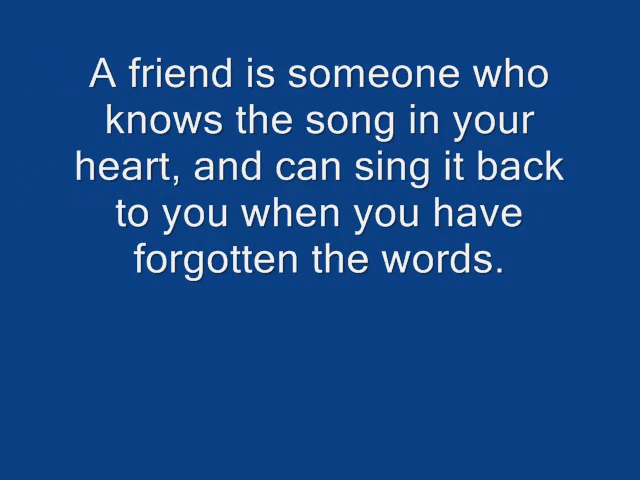 A friend is someone who
knows the song in your
heart, and can sing it back
to you when you have
forgotten the words.